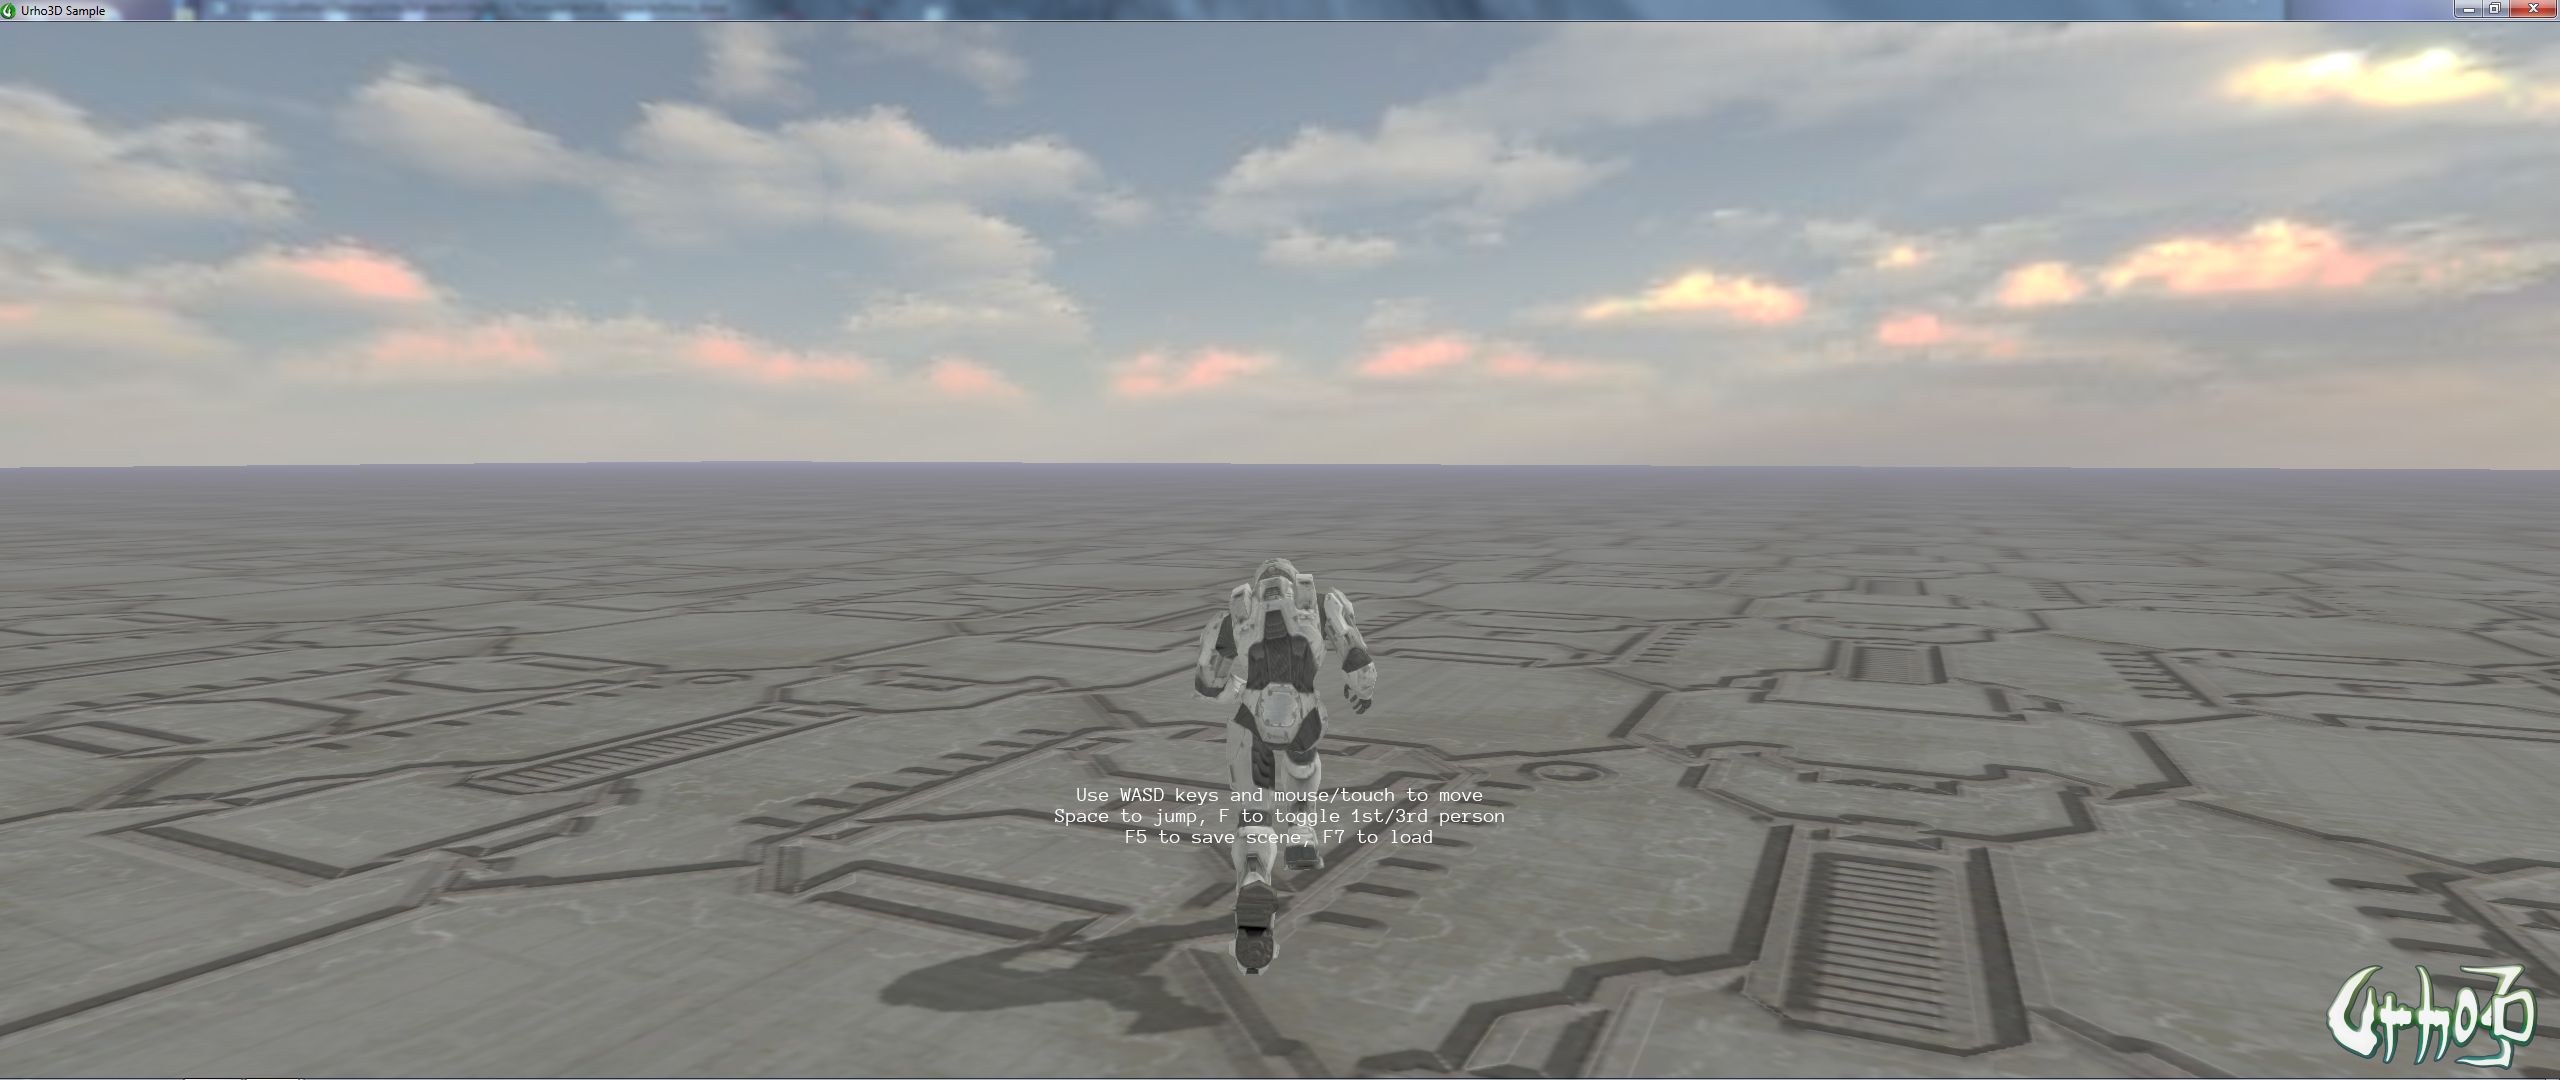 Urho3D Sample
Use WASD keys and mouse/touch to move
Space to jump, F to toggle 1st/3rd person
F5 to save scene, F7 to load
Urho3D